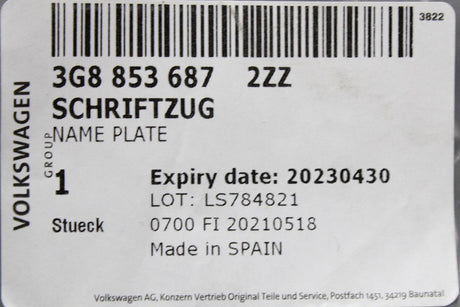 3822
3G8 853 687 2ZZ
SCHRIFTZUG
NAME PLATE
VOLKSWAGEN
GROUP
1
Expiry date: 20230430
LOT: LS784821
Stueck
0700 FI 20210518
Made in SPAIN
Volkswagen AG, Konzern Vertrieb Original Teile und Service, Postfach 1451, 34219 Baunatal